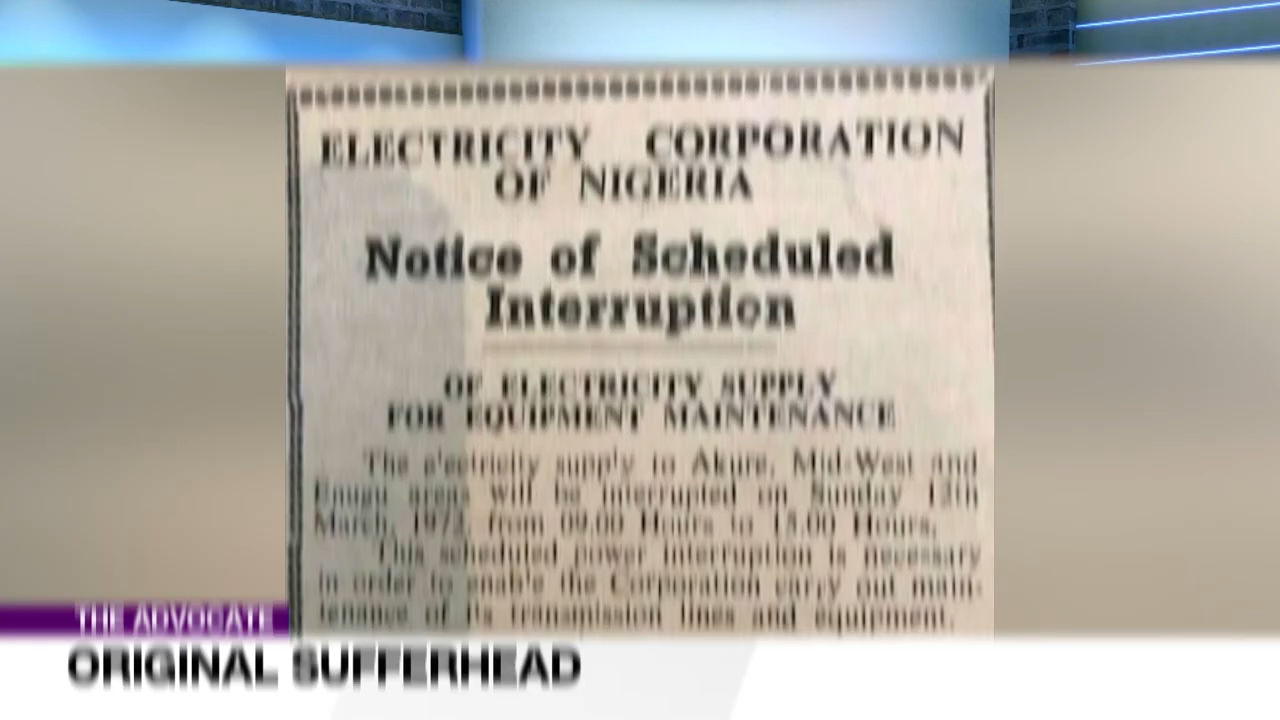 ELECTRICITY CORPORATION
OF NIGERIA
Notice of Scheduled
Interruption
OF ELECTRICITY SUPPLY
FOR EQUIPMENT MAINTENANCE
The electricity supply to Akure, Mid-West and
Enugu areas will be interrupted on Sunday 12th
March, 1972 from 09.00 Hours to 15.00 Hours.
This scheduled power interruption is necessary
in order to enable the Corporation carry out main-
tenance of its transmission lines and equipment.
THE ADVOCATE
ORIGINAL SUFFERHEAD